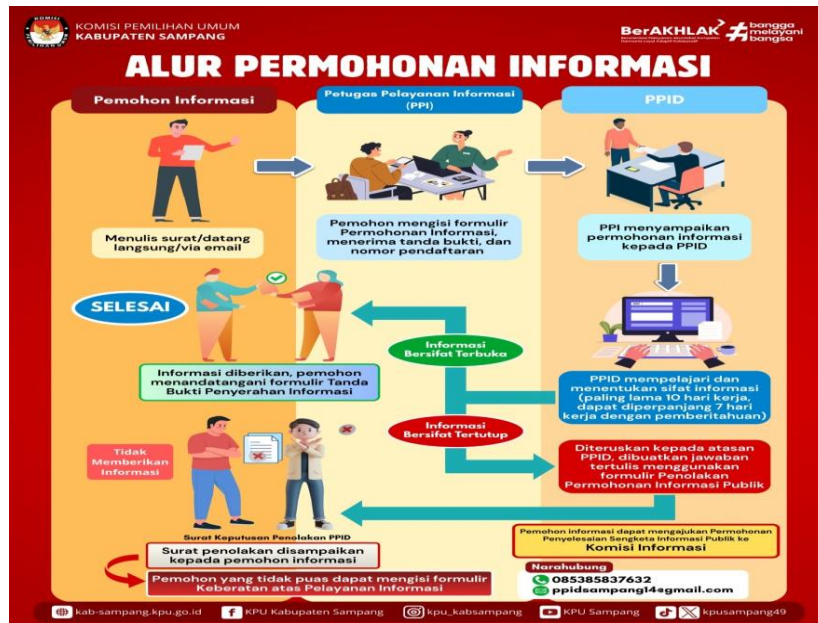 KOMISI PEMILIHAN UMUM
KABUPATEN SAMPANG
BerAKHLAK
bangga
melayani
bangsa
ALUR PERMOHONAN INFORMASI
Pemohon Informasi
Petugas Pelayanan Informasi
(PPI)
PPID
Menulis surat/datang
langsung/via email
Pemohon mengisi formulir
Permohonan Informasi,
menerima tanda bukti, dan
nomor pendaftaran
PPI menyampaikan
permohonan informasi
kepada PPID
SELESAI
Informasi
Bersifat Terbuka
Informasi diberikan, pemohon
menandatangani formulir Tanda
Bukti Penyerahan Informasi
PPID mempelajari dan
menentukan sifat informasi
(paling lama 10 hari kerja,
dapat diperpanjang 7 hari
kerja dengan pemberitahuan)
Informasi
Bersifat Tertutup
Tidak
Memberikan
Informasi
Diteruskan kepada atasan
PPID, dibuatkan jawaban
tertulis menggunakan
formulir Penolakan
Permohonan Informasi Publik
Surat Keputusan Penolakan PPID
Surat penolakan disampaikan
kepada pemohon informasi
Pemohon yang tidak puas dapat mengisi formulir
Keberatan atas Pelayanan Informasi
Pemohon informasi dapat mengajukan Permohonan
Penyelesaian Sengketa Informasi Publik ke
Komisi Informasi
Narahubung
085385837632
ppidsampang14@gmail.com
kab-sampang.kpu.go.id
KPU Kabupaten Sampang
kpu_kabsampang
KPU Sampang
kpusampang49